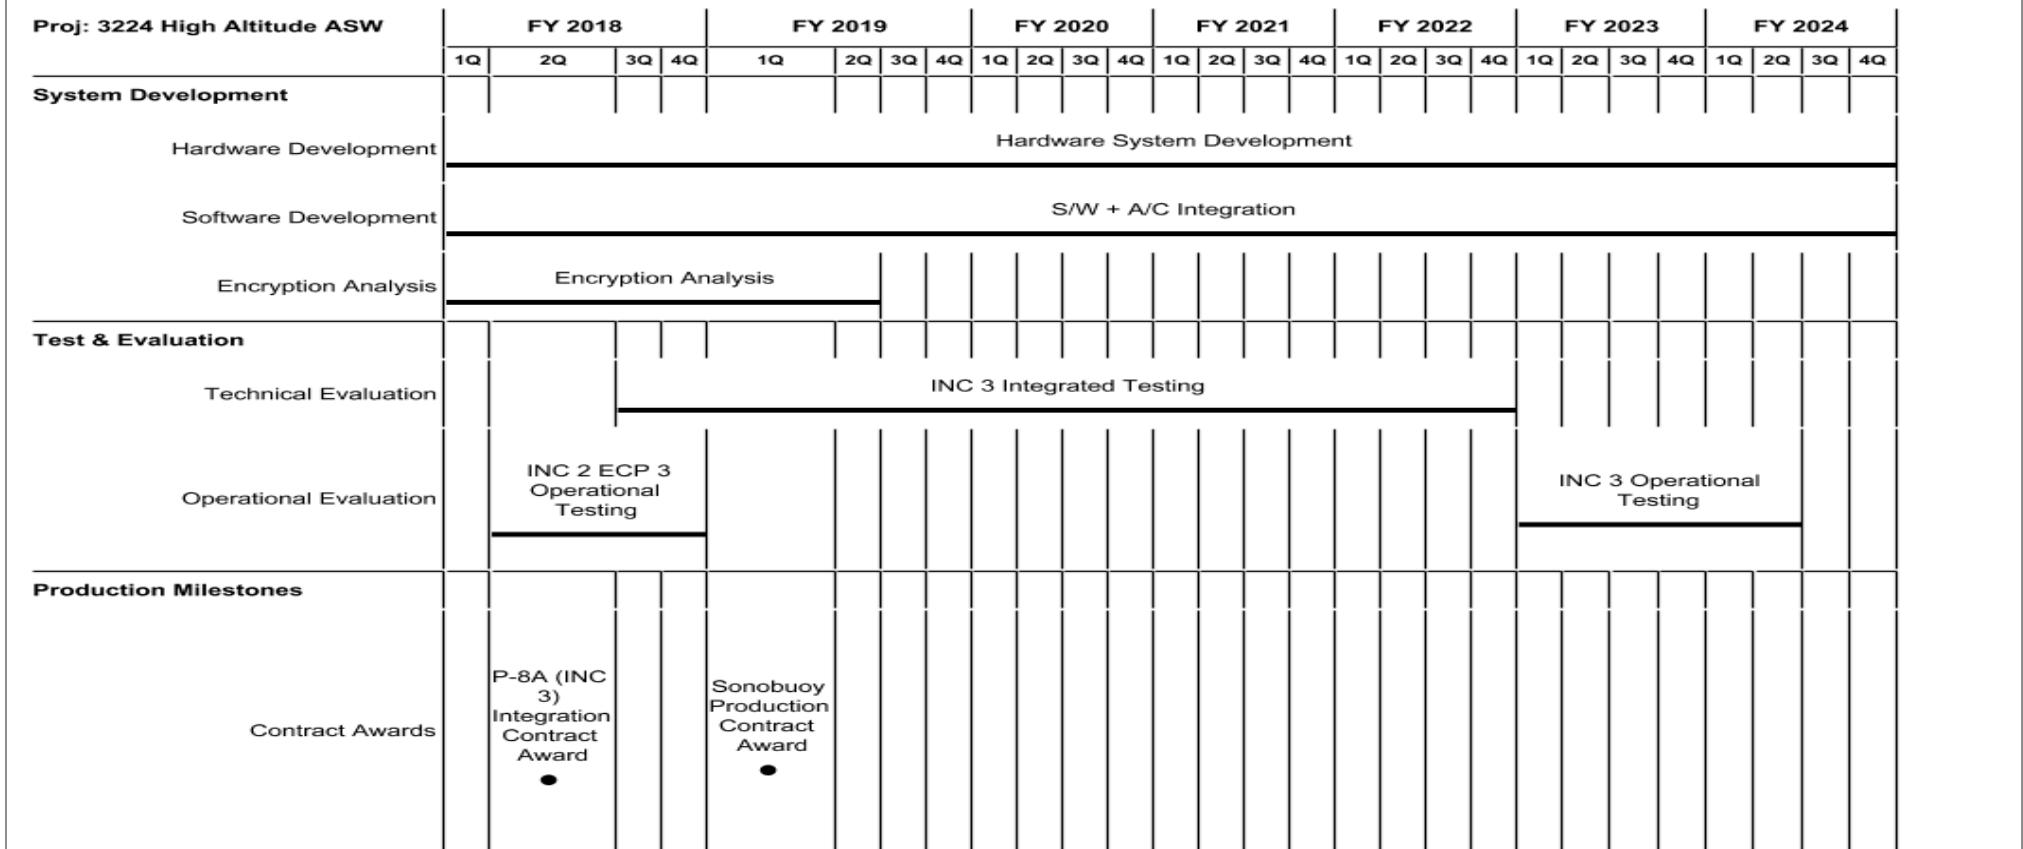 Proj: 3224 High Altitude ASW FY 2018 FY 2019 FY 2020 FY 2021 FY 2022 FY 2023 FY 2024
1Q 2Q 3Q 4Q 1Q 2Q 3Q 4Q 1Q 2Q 3Q 4Q 1Q 2Q 3Q 4Q 1Q 2Q 3Q 4Q 1Q 2Q 3Q 4Q 1Q 2Q 3Q 4Q
System Development
Hardware Development
Hardware System Development
Software Development
S/W + A/C Integration
Encryption Analysis
Encryption Analysis
Test & Evaluation
Technical Evaluation
INC 3 Integrated Testing
Operational Evaluation
INC 2 ECP 3
Operational
Testing
INC 3 Operational
Testing
Production Milestones
Contract Awards
P-8A (INC
3)
Integration
Contract
Award
Sonobuoy
Production
Contract
Award